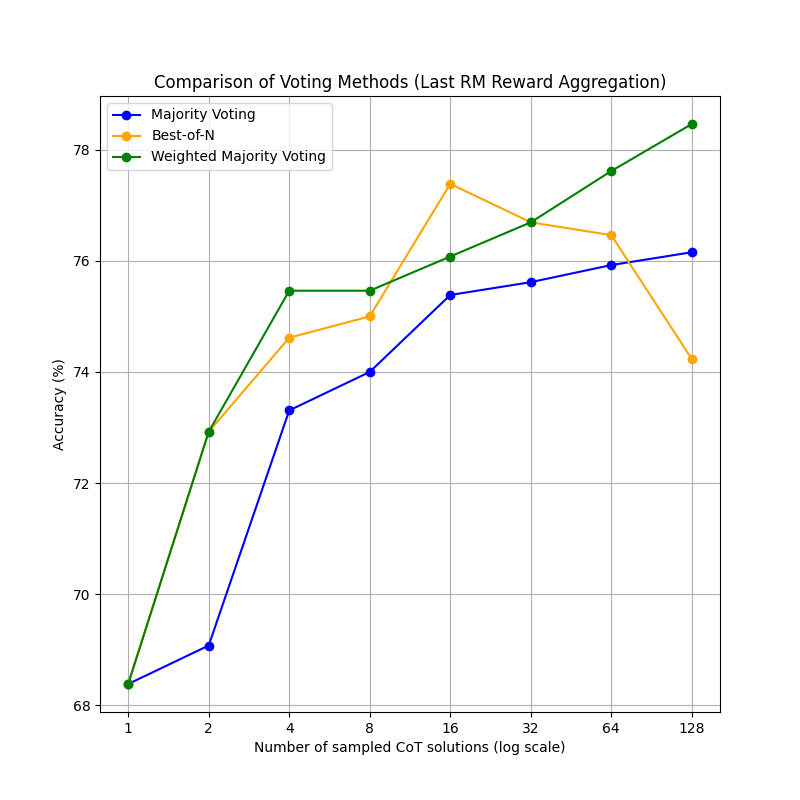 Comparison of Voting Methods (Last RM Reward Aggregation)
Majority Voting
Best-of-N
Weighted Majority Voting
Accuracy (%)
78
76
74
72
70
68
1 2 4 8 16 32 64 128
Number of sampled CoT solutions (log scale)